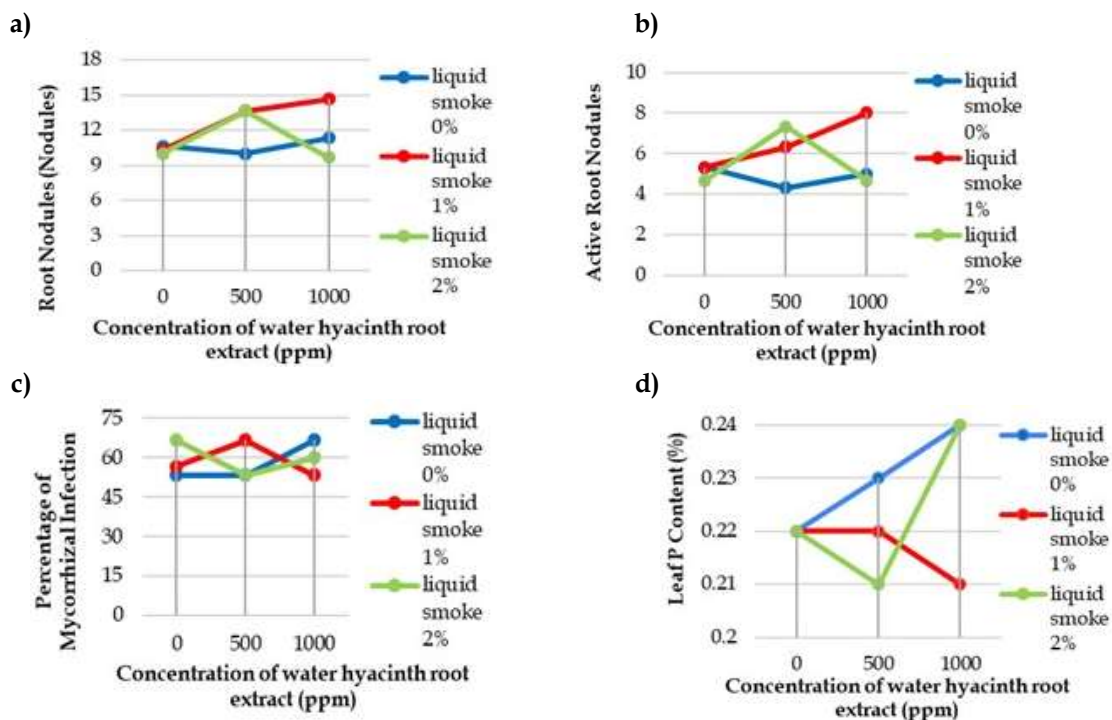 a)
18
15
12
9
6
3
0
Root Nodules (Nodules)
0 500 1000
Concentration of water hyacinth root
extract (ppm)
liquid
smoke
0%
liquid
smoke
1%
liquid
smoke
2%
b)
10
8
6
4
2
0
Active Root Nodules
0 500 1000
Concentration of water hyacinth root
extract (ppm)
liquid
smoke
0%
liquid
smoke
1%
liquid
smoke
2%
c)
75
60
45
30
15
0
Percentage of
Mycorrhizal Infection
0 500 1000
Concentration of water hyacinth root
extract (ppm)
liquid
smoke
0%
liquid
smoke
1%
liquid
smoke
2%
d)
0.24
0.23
0.22
0.21
0.2
Leaf P Content (%)
0 500 1000
Concentration of water hyacinth root
extract (ppm)
liquid
smoke
0%
liquid
smoke
1%
liquid
smoke
2%